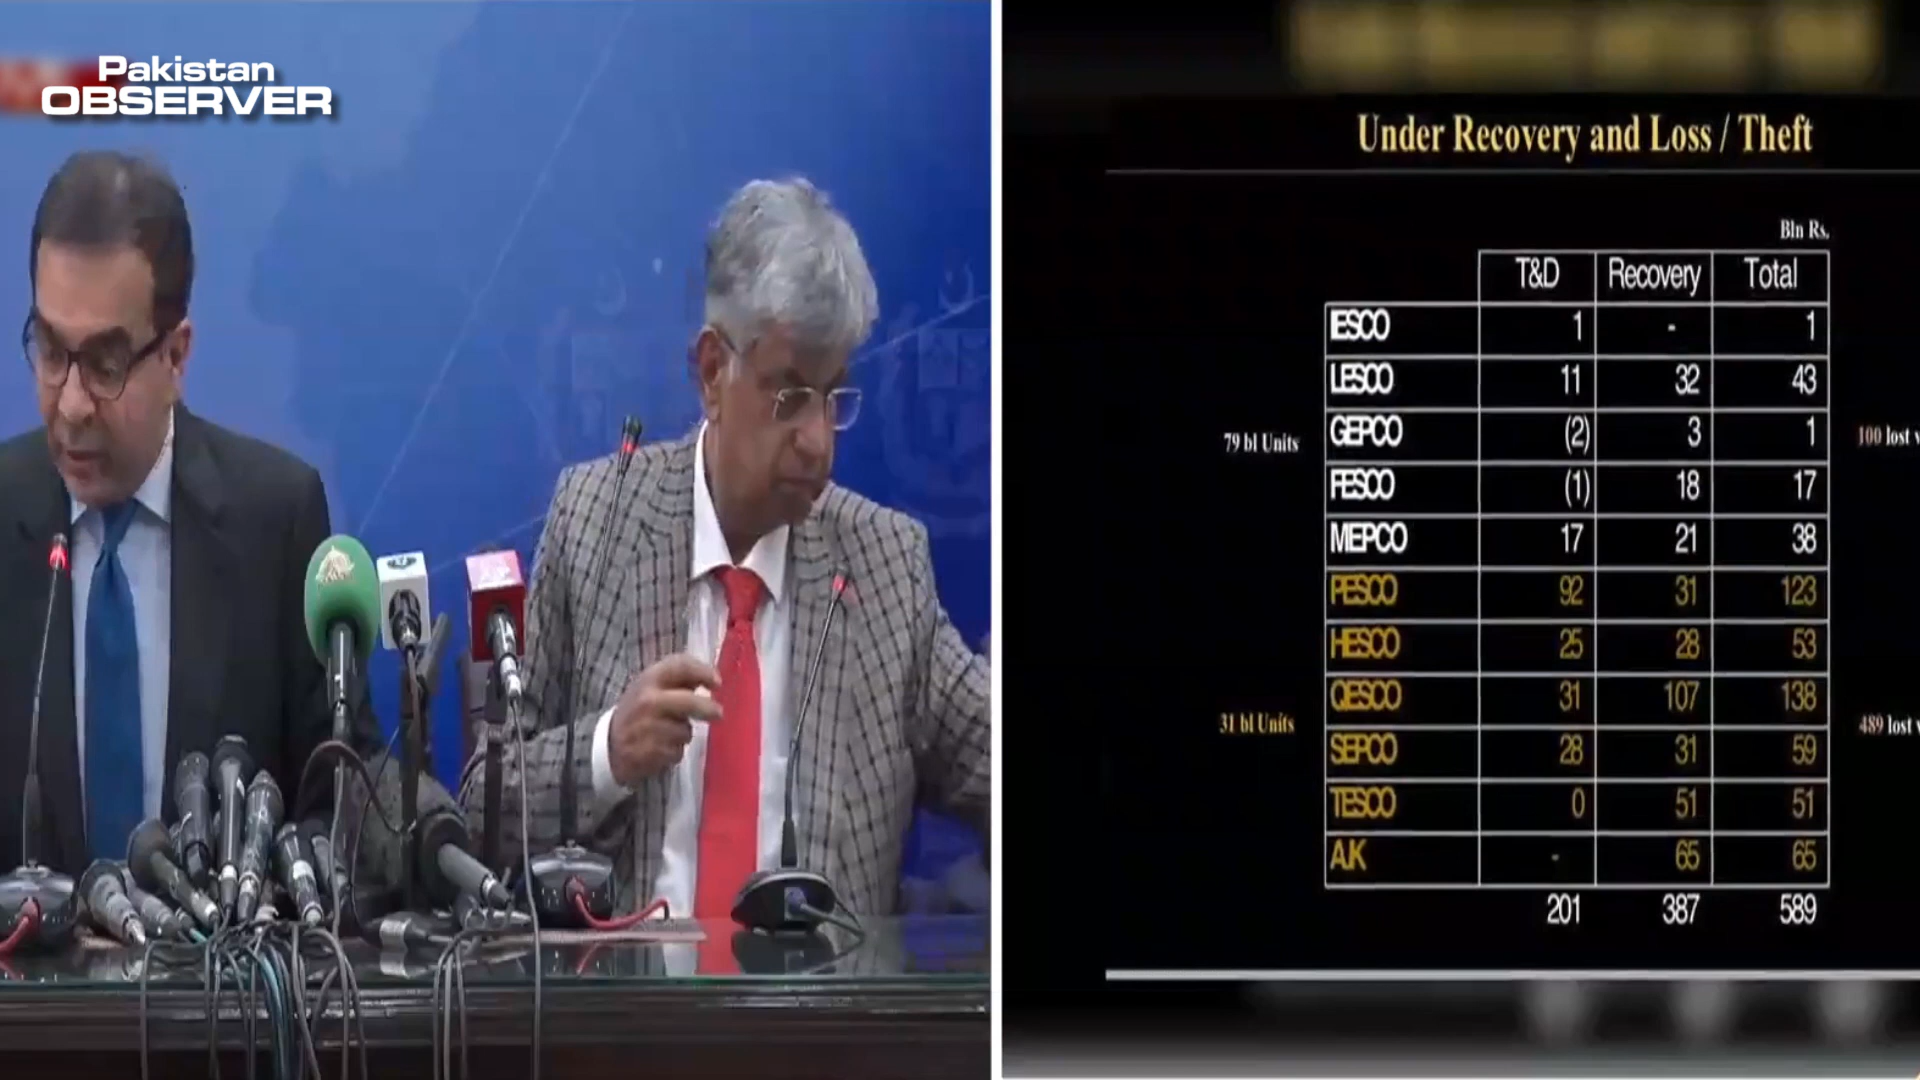 Pakistan
OBSERVER
Under Recovery and Loss / Theft
Bln Rs.
T&D Recovery Total
IESCO 1 - 1
LESCO 11 32 43
GEPCO (2) 3 1
FESCO (1) 18 17
MEPCO 17 21 38
PESCO 92 31 123
HESCO 25 28 53
QESCO 31 107 138
SEPCO 28 31 59
TESCO 0 51 51
AJK - 65 65
201 387 589
79 bl Units
31 bl Units
100 lost
489 lost